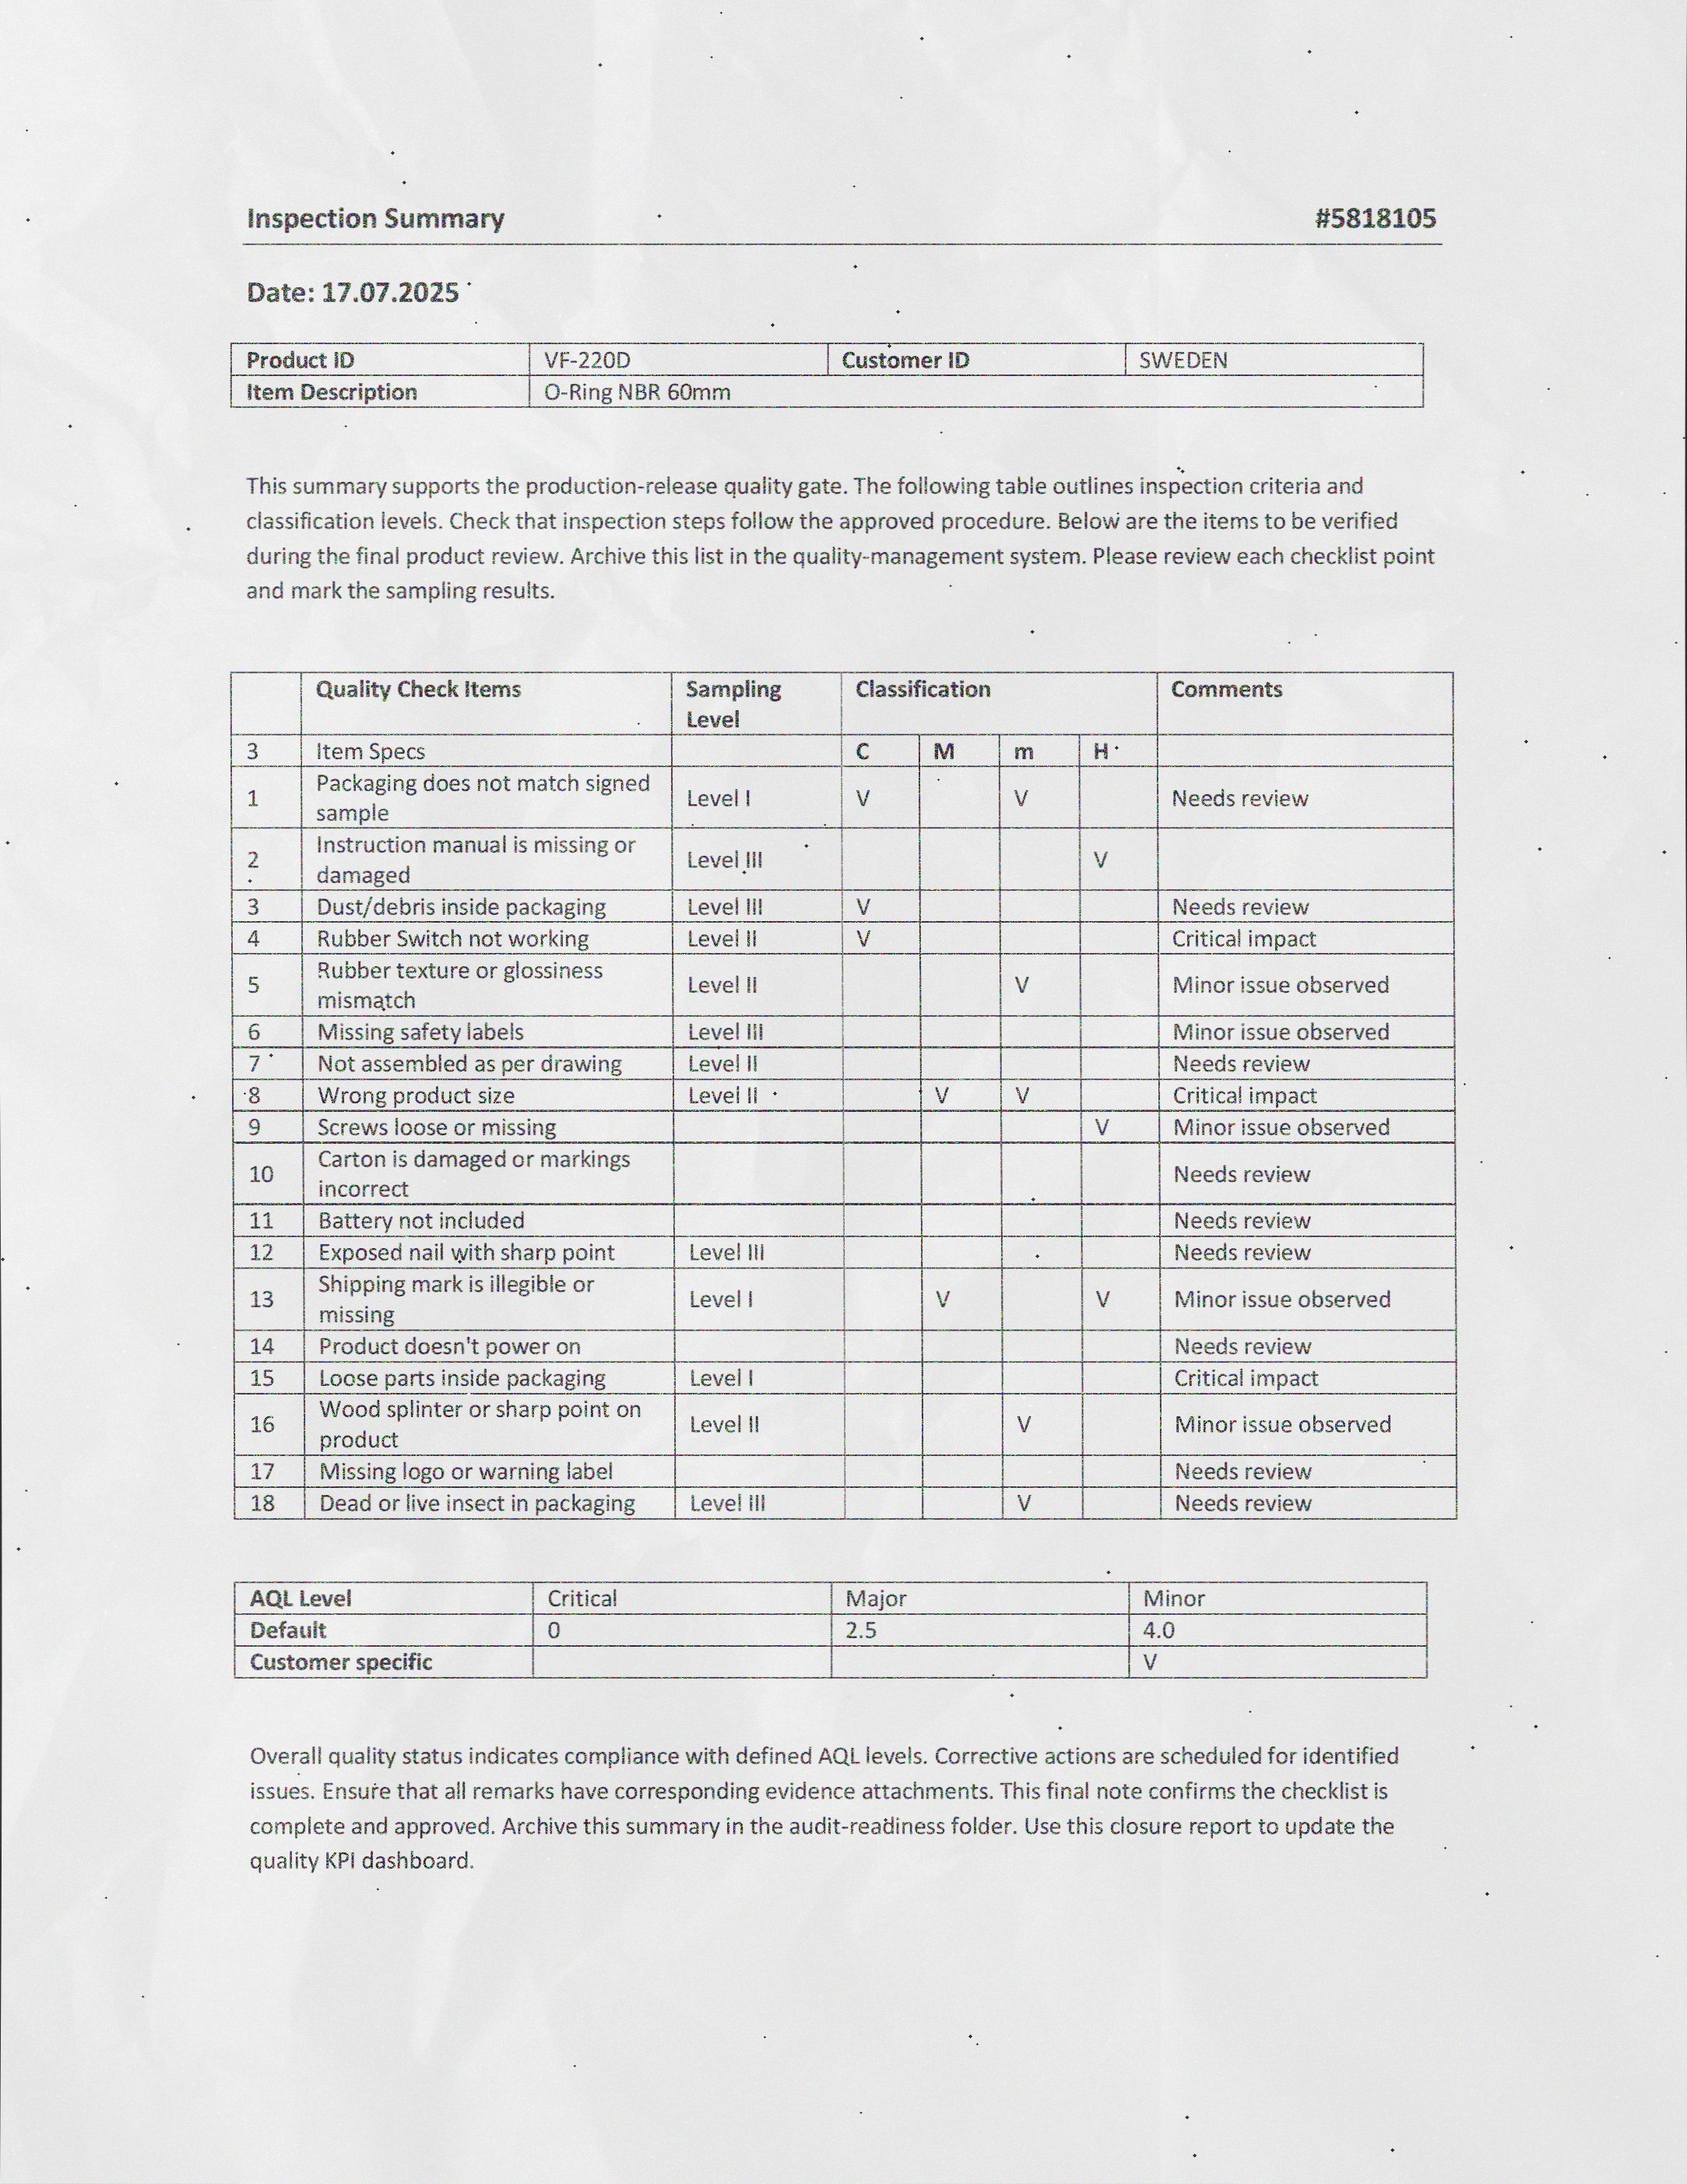 Inspection Summary #5818105
Date: 17.07.2025
Product ID VF-220D Customer ID SWEDEN
Item Description O-Ring NBR 60mm
This summary supports the production-release quality gate. The following table outlines inspection criteria and
classification levels. Check that inspection steps follow the approved procedure. Below are the items to be verified
during the final product review. Archive this list in the quality-management system. Please review each checklist point
and mark the sampling results.
Quality Check Items Sampling Level Classification Comments
3 Item Specs C M m H
1 Packaging does not match signed sample Level I V V Needs review
2 Instruction manual is missing or damaged Level III V
3 Dust/debris inside packaging Level III V Needs review
4 Rubber Switch not working Level II V Critical impact
5 Rubber texture or glossiness mismatch Level II V Minor issue observed
6 Missing safety labels Level III Minor issue observed
7 Not assembled as per drawing Level II Needs review
8 Wrong product size Level II V V Critical impact
9 Screws loose or missing V Minor issue observed
10 Carton is damaged or markings incorrect Needs review
11 Battery not included Needs review
12 Exposed nail with sharp point Level III Needs review
13 Shipping mark is illegible or missing Level I V V Minor issue observed
14 Product doesn't power on Needs review
15 Loose parts inside packaging Level I Critical impact
16 Wood splinter or sharp point on product Level II V Minor issue observed
17 Missing logo or warning label Needs review
18 Dead or live insect in packaging Level III V Needs review
AQL Level Critical Major Minor
Default 0 2.5 4.0
Customer specific V
Overall quality status indicates compliance with defined AQL levels. Corrective actions are scheduled for identified
issues. Ensure that all remarks have corresponding evidence attachments. This final note confirms the checklist is
complete and approved. Archive this summary in the audit-readiness folder. Use this closure report to update the
quality KPI dashboard.